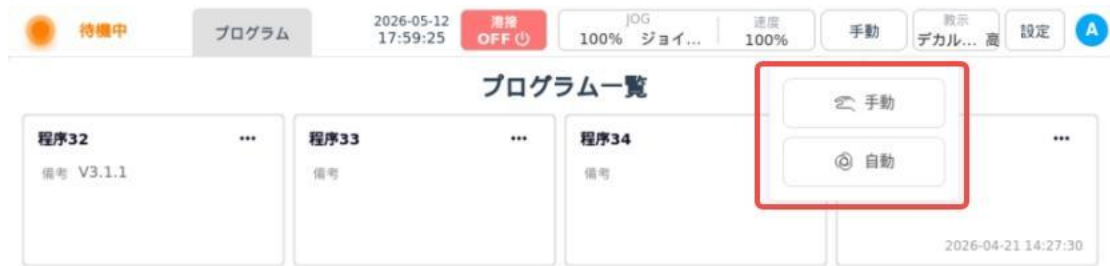 待機中
プログラム
2026-05-12
17:59:25
溶接
OFF
JOG
100% ジョイ...
速度
100%
手動
教示
デカル... 高
設定
A
プログラム一覧
手動
自動
程序32 ...
備考 V3.1.1
程序33 ...
備考
程序34
備考
...
2026-04-21 14:27:30